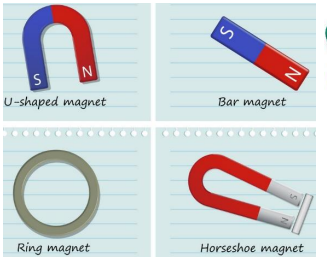 S N
U-shaped magnet
S N
Bar magnet
Ring magnet
S
N
Horseshoe magnet